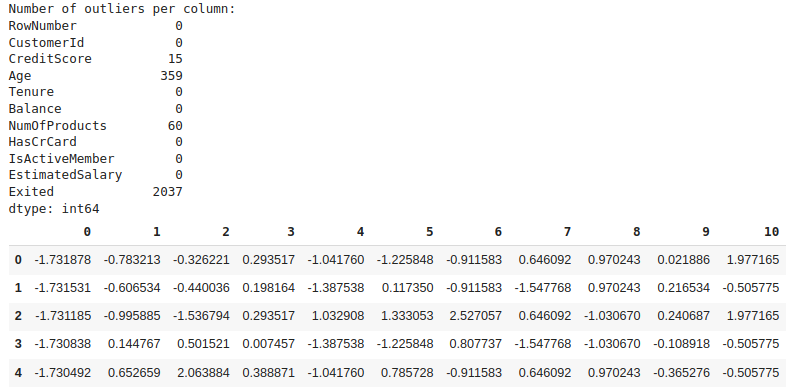 Number of outliers per column:
RowNumber 0
CustomerId 0
CreditScore 15
Age 359
Tenure 0
Balance 0
NumOfProducts 60
HasCrCard 0
IsActiveMember 0
EstimatedSalary 0
Exited 2037
dtype: int64
0 1 2 3 4 5 6 7 8 9 10
0 -1.731878 -0.783213 -0.326221 0.293517 -1.041760 -1.225848 -0.911583 0.646092 0.970243 0.021886 1.977165
1 -1.731531 -0.606534 -0.440036 0.198164 -1.387538 0.117350 -0.911583 -1.547768 0.970243 0.216534 -0.505775
2 -1.731185 -0.995885 -1.536794 0.293517 1.032908 1.333053 2.527057 0.646092 -1.030670 0.240687 1.977165
3 -1.730838 0.144767 0.501521 0.007457 -1.387538 -1.225848 0.807737 -1.547768 -1.030670 -0.108918 -0.505775
4 -1.730492 0.652659 2.063884 0.388871 -1.041760 0.785728 -0.911583 0.646092 0.970243 -0.365276 -0.505775